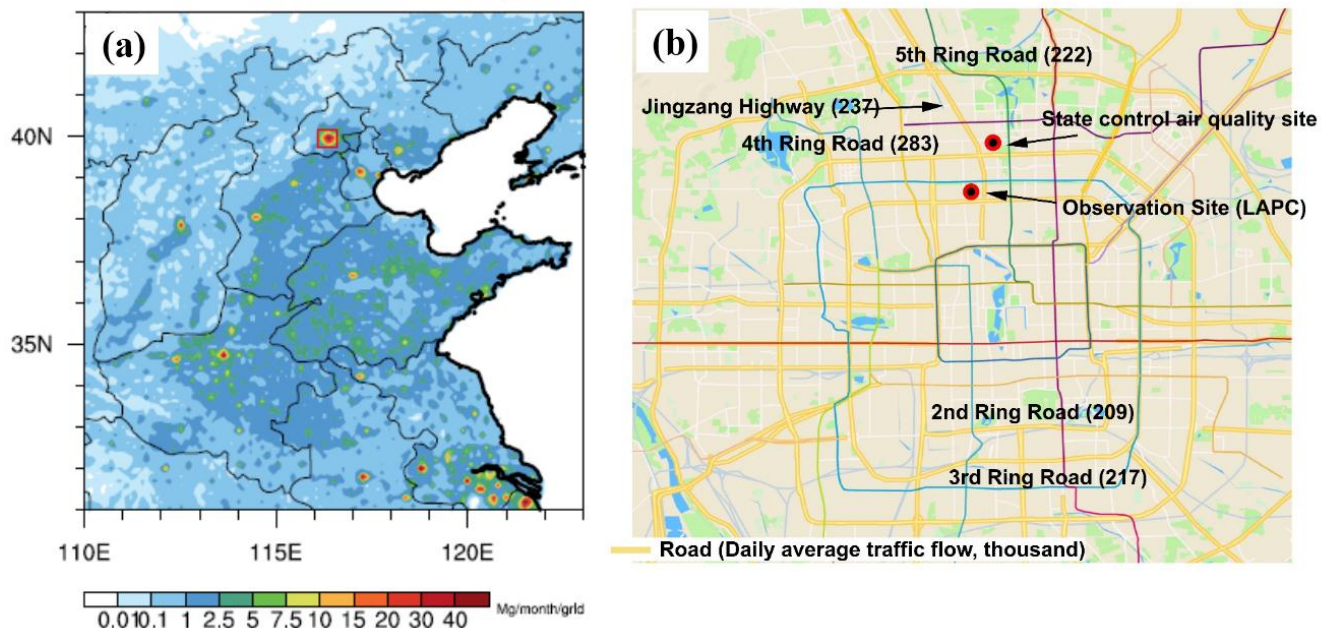 (a)
40N
35N
110E
115E
120E
0.01 0.1 1 2.5 5 7.5 10 15 20 30 40
Mg/month/grid
(b)
5th Ring Road (222)
Jingzang Highway (237)
State control air quality site
4th Ring Road (283)
Observation Site (LAPC)
2nd Ring Road (209)
3rd Ring Road (217)
Road (Daily average traffic flow, thousand)